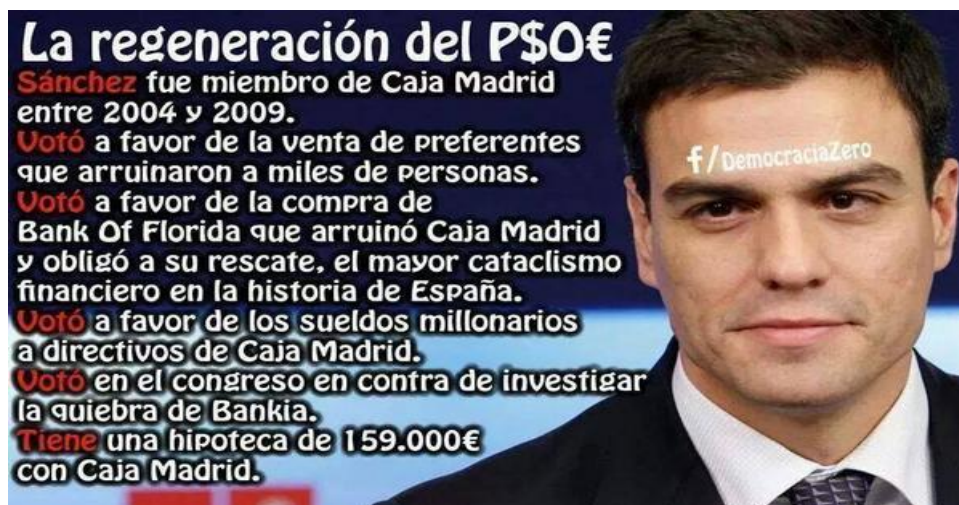 La regeneración del P$O€
Sánchez fue miembro de Caja Madrid
entre 2004 y 2009.
Votó a favor de la venta de preferentes
que arruinaron a miles de personas.
Votó a favor de la compra de
Bank Of Florida que arruinó Caja Madrid
y obligó a su rescate, el mayor cataclismo
financiero en la historia de España.
Votó a favor de los sueldos millonarios
a directivos de Caja Madrid.
Votó en el congreso en contra de investigar
la quiebra de Bankia.
Tiene una hipoteca de 159.000€
con Caja Madrid.
f/DemocraciaZero